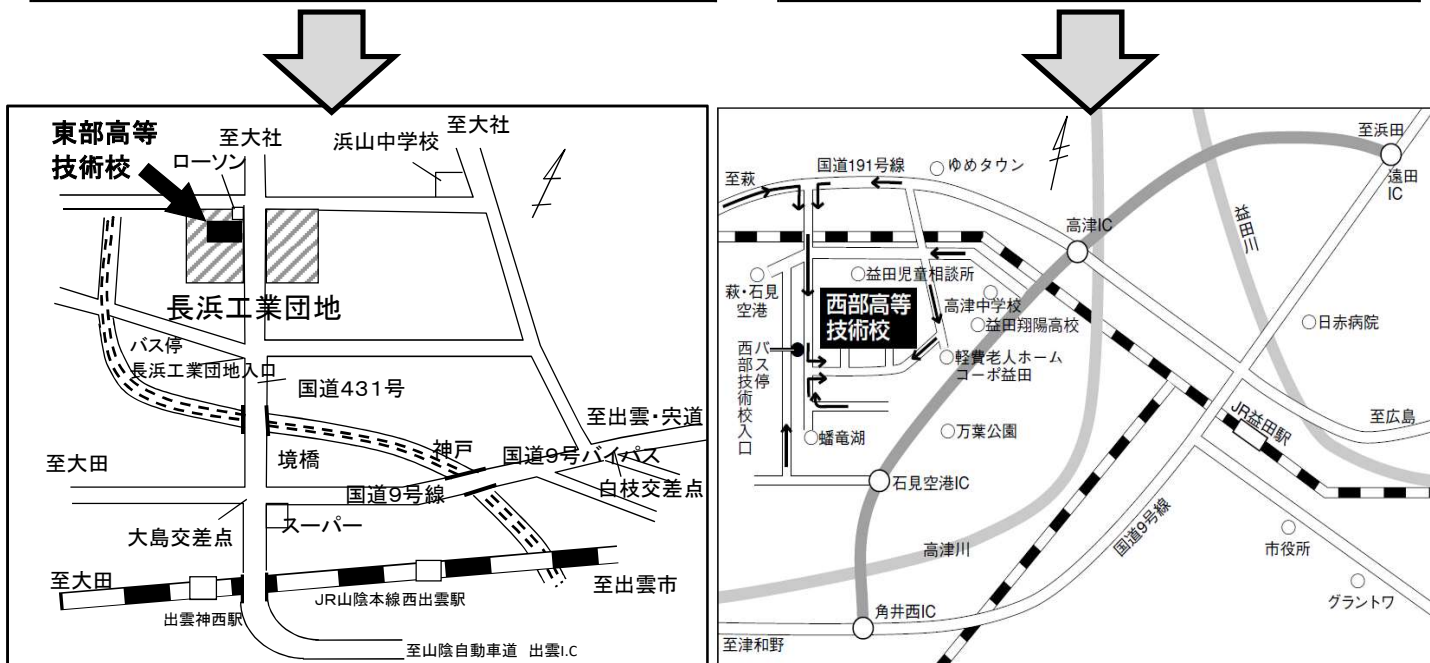 東部高等
技術校
至大社
ローソン
浜山中学校
至大社
長浜工業団地
バス停
長浜工業団地入口
国道431号
至出雲・宍道
至大田
境橋
神戸
国道9号バイパス
国道9号線
白枝交差点
大島交差点
スーパー
至大田
至出雲市
JR山陰本線西出雲駅
出雲神西駅
至山陰自動車道 出雲I.C
至浜田
遠田
IC
国道191号線
ゆめタウン
至萩
高津IC
益田川
益田児童相談所
萩・石見
空港
西部高等
技術校
高津中学校
益田翔陽高校
日赤病院
バス停
西部技術校入口
軽費老人ホーム
コーポ益田
JR益田駅
至広島
蟠竜湖
万葉公園
石見空港IC
国道9号線
高津川
市役所
グラントワ
角井西IC
至津和野